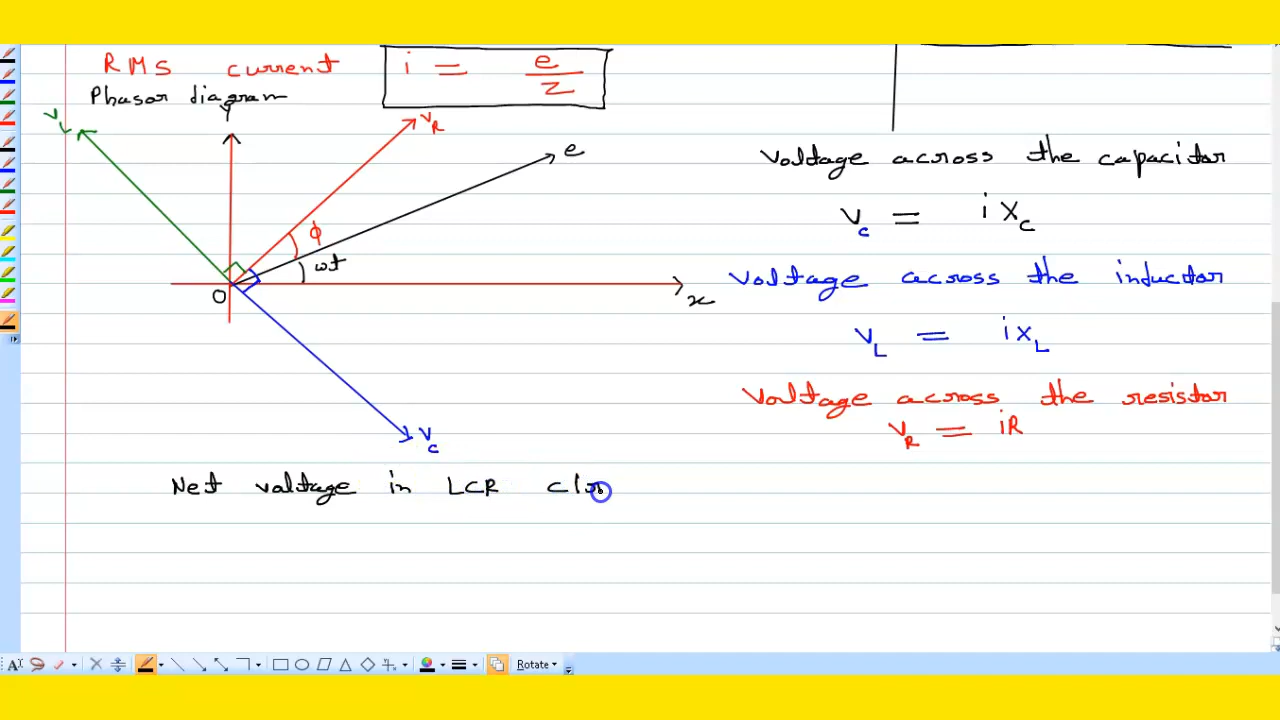 RMS current i = e/Z
Phasor diagram
Y
VL
VR
e
φ
ωt
O
x
Vc
voltage across the capacitor
Vc = iXc
voltage across the inductor
VL = iXL
voltage across the resistor
VR = iR
Net voltage in LCR c/s
Rotate